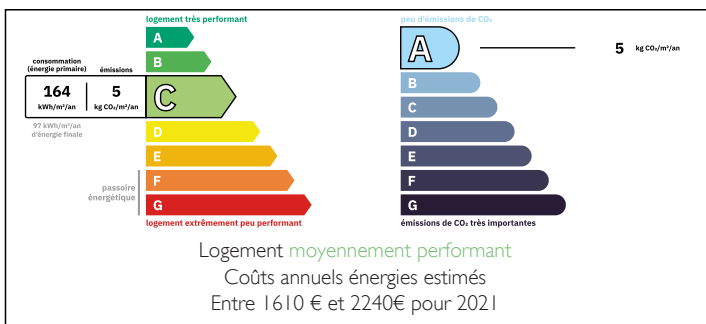 logement très performant
A
B
consommation
(énergie primaire)
émissions
164
kWh/m²/an
5
kg CO₂/m²/an
C
97 kWh/m²/an
d'énergie finale
D
E
F
G
passoire
énergétique
logement extrêmement peu performant
peu d'émissions de CO₂
A
5 kg CO₂/m²/an
B
C
D
E
F
G
émissions de CO₂ très importantes
Logement moyennement performant
Coûts annuels énergies estimés
Entre 1610 € et 2240€ pour 2021